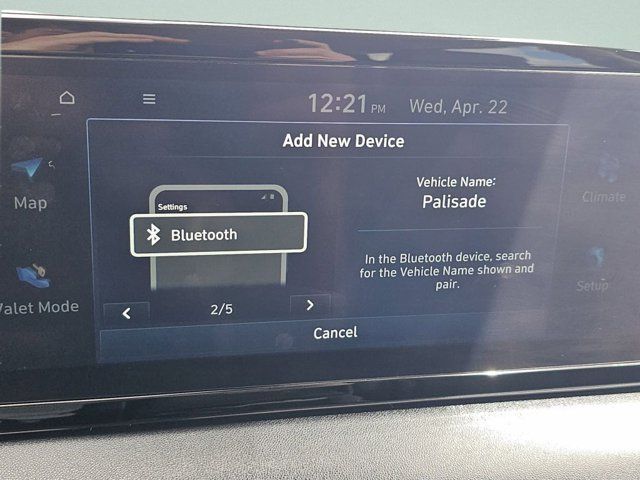 12:21 PM Wed, Apr. 22
Add New Device
Map
Valet Mode
Settings
Bluetooth
2/5
Vehicle Name:
Palisade
In the Bluetooth device, search
for the Vehicle Name shown and
pair.
Cancel
Climate
Setup